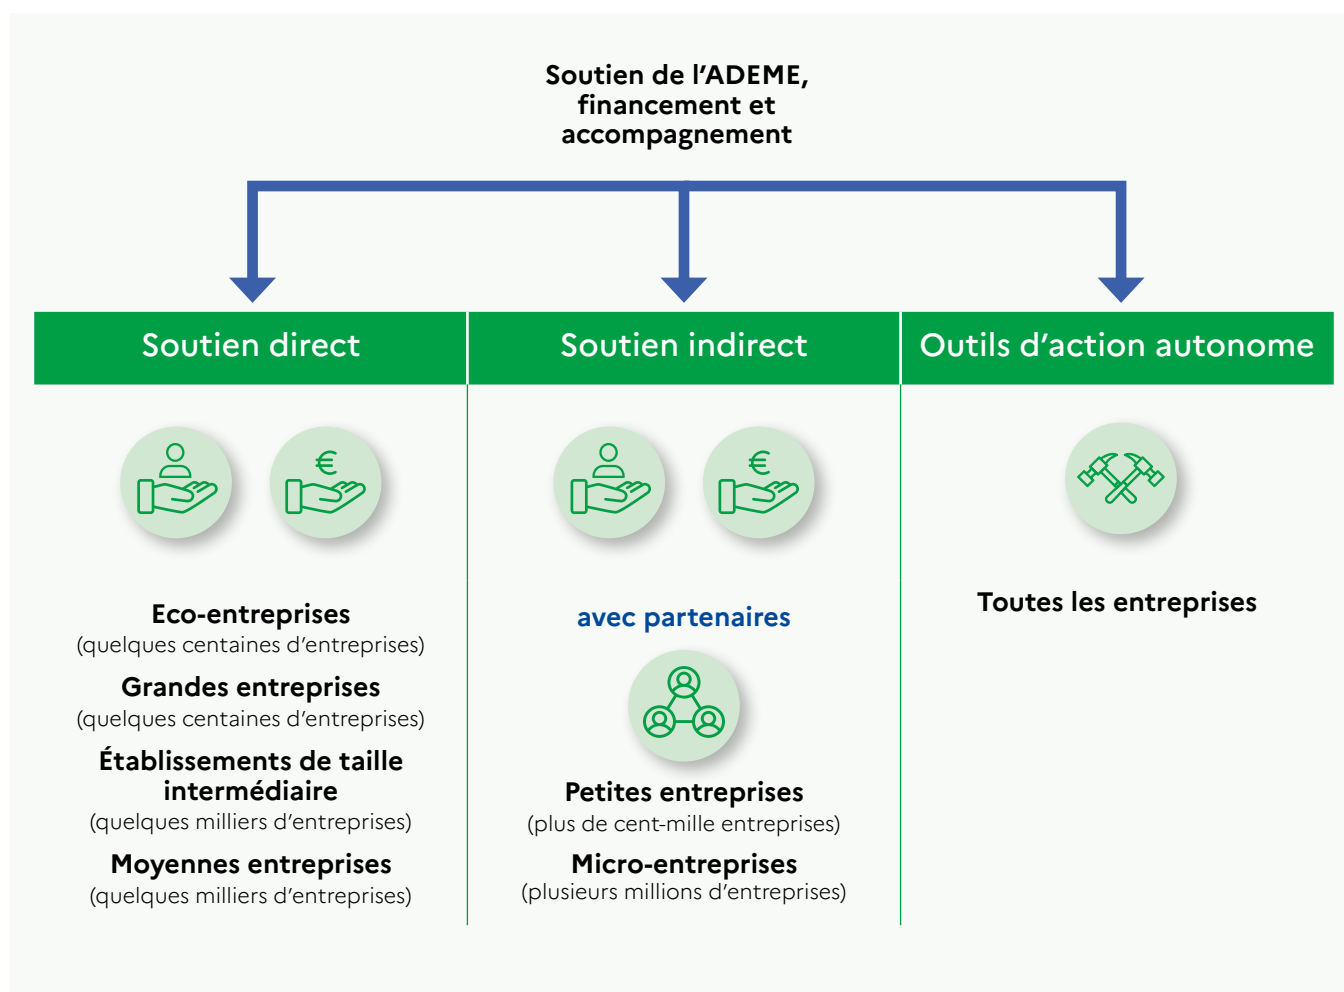 Soutien de l’ADEME,
financement et
accompagnement
Soutien direct
Soutien indirect
Outils d’action autonome
€
€
Eco-entreprises
(quelques centaines d’entreprises)
Grandes entreprises
(quelques centaines d’entreprises)
Établissements de taille
intermédiaire
(quelques milliers d’entreprises)
Moyennes entreprises
(quelques milliers d’entreprises)
avec partenaires
Petites entreprises
(plus de cent-mille entreprises)
Micro-entreprises
(plusieurs millions d’entreprises)
Toutes les entreprises